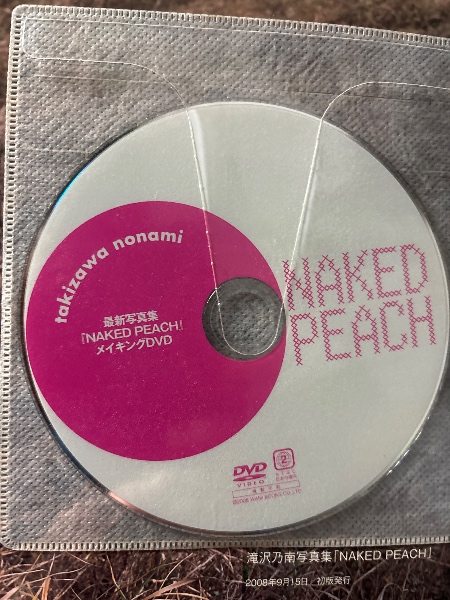 takizawa nonami
最新写真集
『NAKED PEACH』
メイキングDVD
NAKED
PEACH
DVD
VIDEO
2
滝沢乃南写真集『NAKED PEACH』
2008年9月15日 初版発行